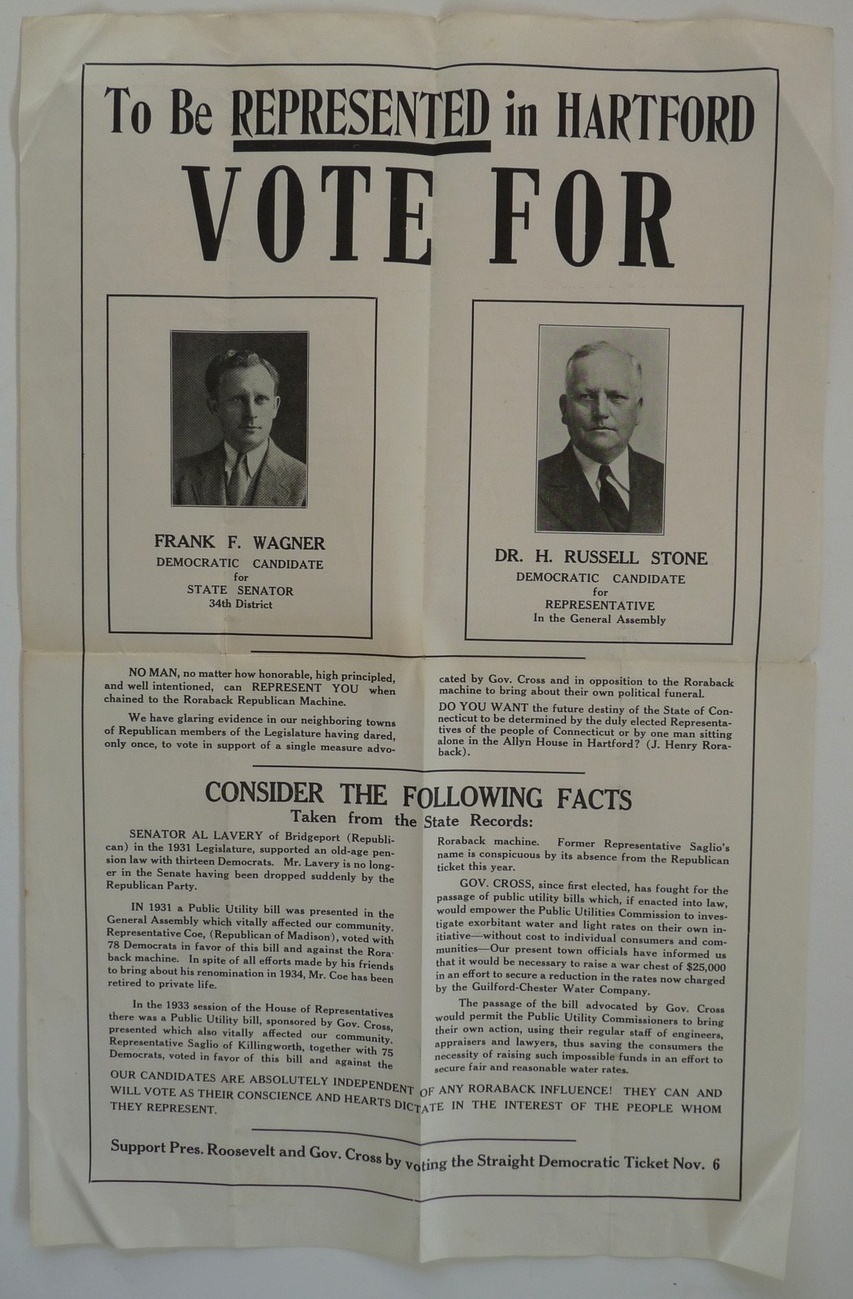 To Be REPRESENTED in HARTFORD
VOTE FOR
FRANK F. WAGNER
DEMOCRATIC CANDIDATE
for
STATE SENATOR
34th District
DR. H. RUSSELL STONE
DEMOCRATIC CANDIDATE
for
REPRESENTATIVE
In the General Assembly
NO MAN, no matter how honorable, high principled,
and well intentioned, can REPRESENT YOU when
chained to the Roraback Republican Machine.
We have glaring evidence in our neighboring towns
of Republican members of the Legislature having dared,
only once, to vote in support of a single measure advo-
cated by Gov. Cross and in opposition to the Roraback
machine to bring about their own political funeral.
DO YOU WANT the future destiny of the State of Con-
necticut to be determined by the duly elected Representa-
tives of the people of Connecticut or by one man sitting
alone in the Allyn House in Hartford? (J. Henry Rora-
back).
CONSIDER THE FOLLOWING FACTS
Taken from the State Records:
SENATOR AL LAVERY of Bridgeport (Republi-
can) in the 1931 Legislature, supported an old-age pen-
sion law with thirteen Democrats. Mr. Lavery is no long-
er in the Senate having been dropped suddenly by the
Republican Party.
IN 1931 a Public Utility bill was presented in the
General Assembly which vitally affected our community.
Representative Coe, (Republican of Madison), voted with
78 Democrats in favor of this bill and against the Rora-
back machine. In spite of all efforts made by his friends
to bring about his renomination in 1934, Mr. Coe has been
retired to private life.
In the 1933 session of the House of Representatives
there was a Public Utility bill, sponsored by Gov. Cross,
presented which also vitally affected our community.
Representative Saglio of Killingworth, together with 75
Democrats, voted in favor of this bill and against the
Roraback machine. Former Representative Saglio's
name is conspicuous by its absence from the Republican
ticket this year.
GOV. CROSS, since first elected, has fought for the
passage of public utility bills which, if enacted into law,
would empower the Public Utilities Commission to inves-
tigate exorbitant water and light rates on their own in-
itiative—without cost to individual consumers and com-
munities—Our present town officials have informed us
that it would be necessary to raise a war chest of $25,000
in an effort to secure a reduction in the rates now charged
by the Guilford-Chester Water Company.
The passage of the bill advocated by Gov. Cross
would permit the Public Utility Commissioners to bring
their own action, using their regular staff of engineers,
appraisers and lawyers, thus saving the consumers the
necessity of raising such impossible funds in an effort to
secure fair and reasonable water rates.
OUR CANDIDATES ARE ABSOLUTELY INDEPENDENT OF ANY RORABACK INFLUENCE! THEY CAN AND
WILL VOTE AS THEIR CONSCIENCE AND HEARTS DICTATE IN THE INTEREST OF THE PEOPLE WHOM
THEY REPRESENT.
Support Pres. Roosevelt and Gov. Cross by voting the Straight Democratic Ticket Nov. 6